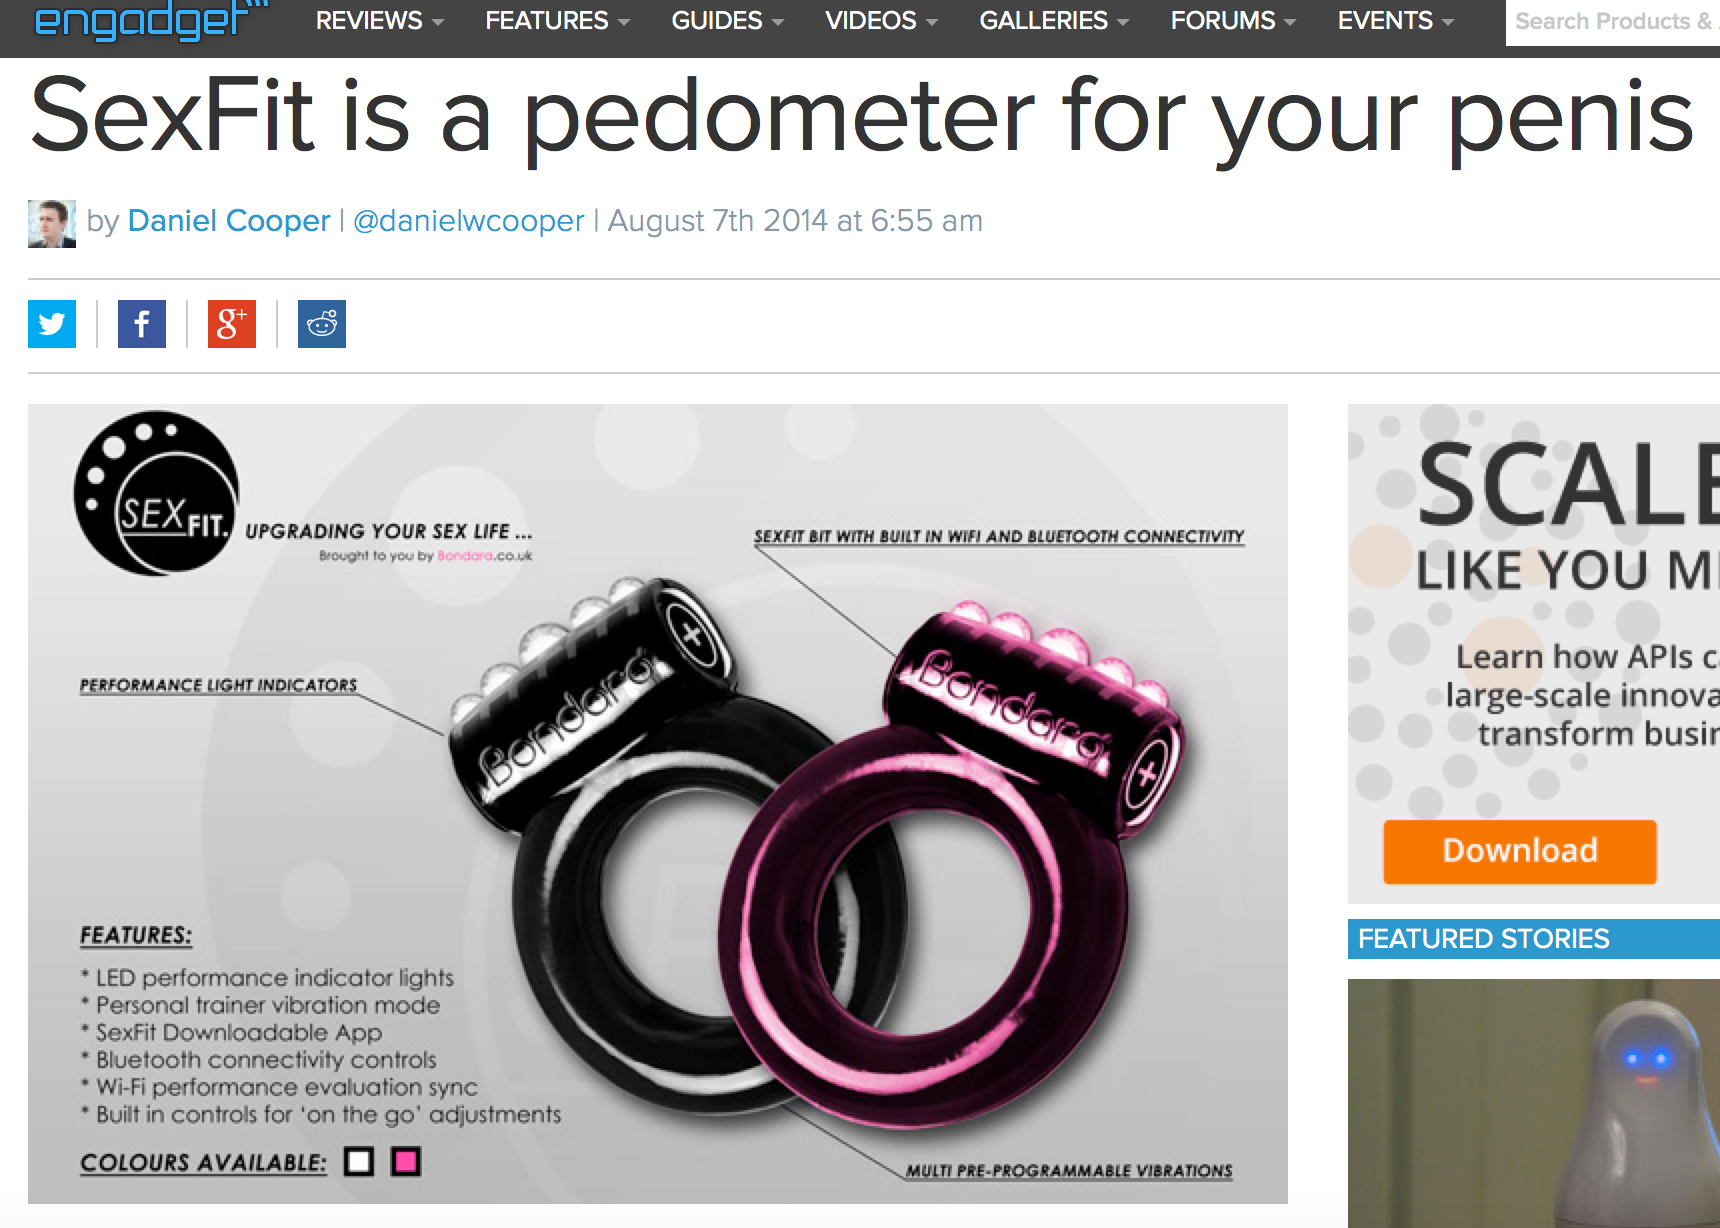 engadget
REVIEWS FEATURES GUIDES VIDEOS GALLERIES FORUMS EVENTS Search Products &
SexFit is a pedometer for your penis
by Daniel Cooper | @danielwcooper | August 7th 2014 at 6:55 am
f
g+
SEX FIT.
UPGRADING YOUR SEX LIFE ...
Brought to you by Bondara.co.uk
SEXFIT BIT WITH BUILT IN WIFI AND BLUETOOTH CONNECTIVITY
PERFORMANCE LIGHT INDICATORS
Bondara
Bondara
FEATURES:
* LED performance indicator lights
* Personal trainer vibration mode
* SexFit Downloadable App
* Bluetooth connectivity controls
* Wi-Fi performance evaluation sync
* Built in controls for 'on the go' adjustments
COLOURS AVAILABLE:
MULTI PRE-PROGRAMMABLE VIBRATIONS
SCALE
LIKE YOU M
Learn how APIs c
large-scale innova
transform busin
Download
FEATURED STORIES